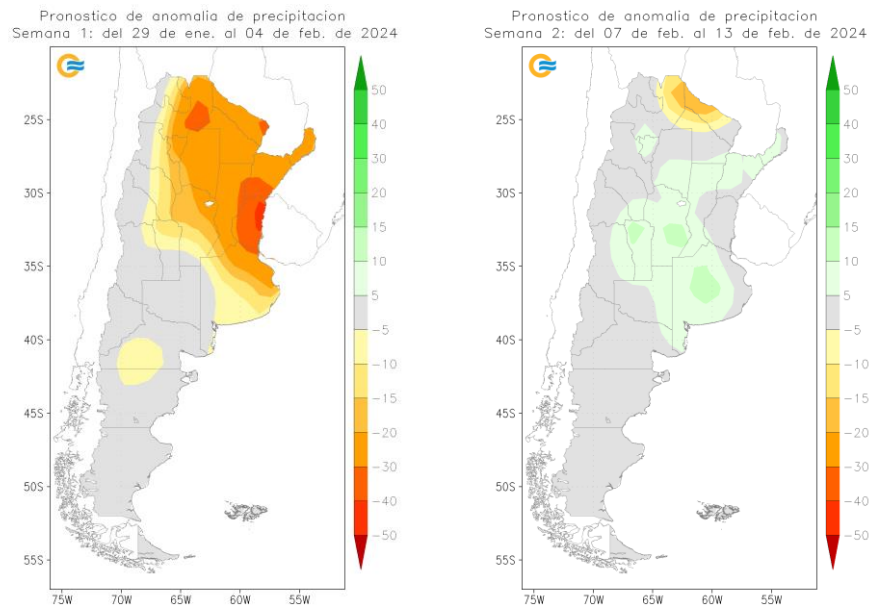 Pronostico de anomalia de precipitacion
Semana 1: del 29 de ene. al 04 de feb. de 2024
25S
30S
35S
40S
45S
50S
55S
75W 70W 65W 60W 55W
50
40
30
20
15
10
5
-5
-10
-15
-20
-30
-40
-50
Pronostico de anomalia de precipitacion
Semana 2: del 07 de feb. al 13 de feb. de 2024
25S
30S
35S
40S
45S
50S
55S
75W 70W 65W 60W 55W
50
40
30
20
15
10
5
-5
-10
-15
-20
-30
-40
-50